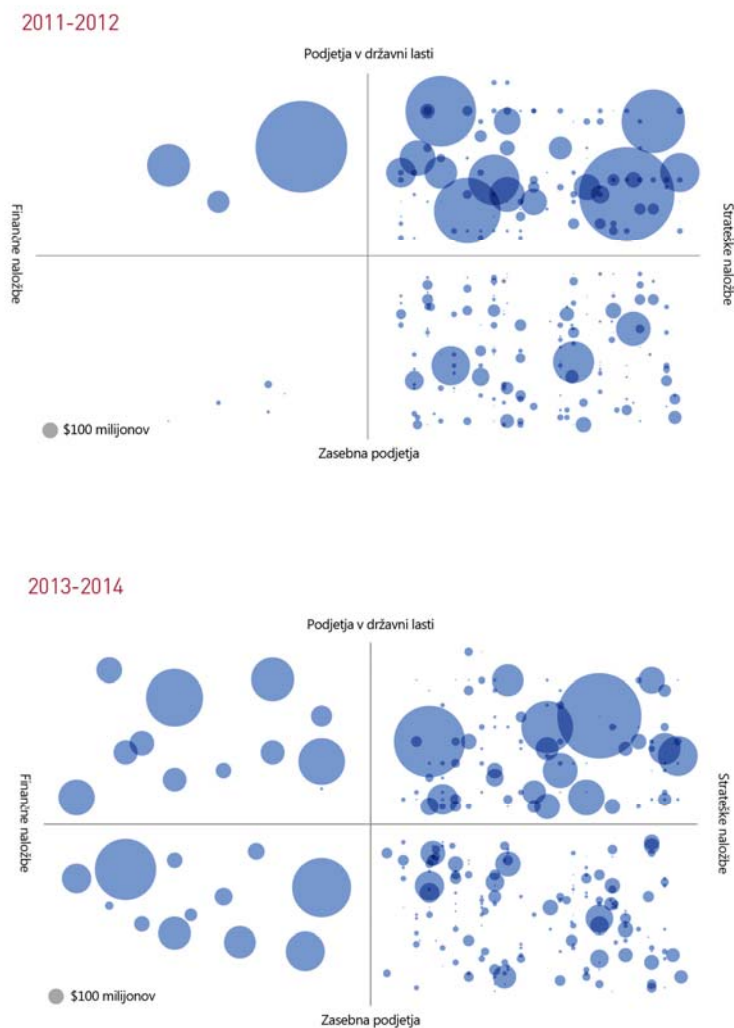 2011-2012
Podjetja v državni lasti
Finančne naložbe
Strateške naložbe
$100 milijonov
Zasebna podjetja
2013-2014
Podjetja v državni lasti
Finančne naložbe
Strateške naložbe
$100 milijonov
Zasebna podjetja